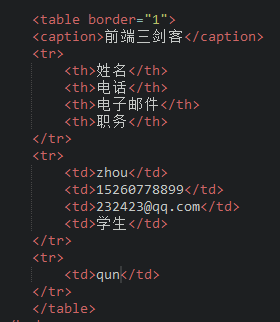 <table border="1">
<caption>前端三剑客</caption>
<tr>
<th>姓名</th>
<th>电话</th>
<th>电子邮件</th>
<th>职务</th>
</tr>
<tr>
<td>zhou</td>
<td>15260778899</td>
<td>232423@qq.com</td>
<td>学生</td>
</tr>
<tr>
<td>qun</td>
</tr>
</table>